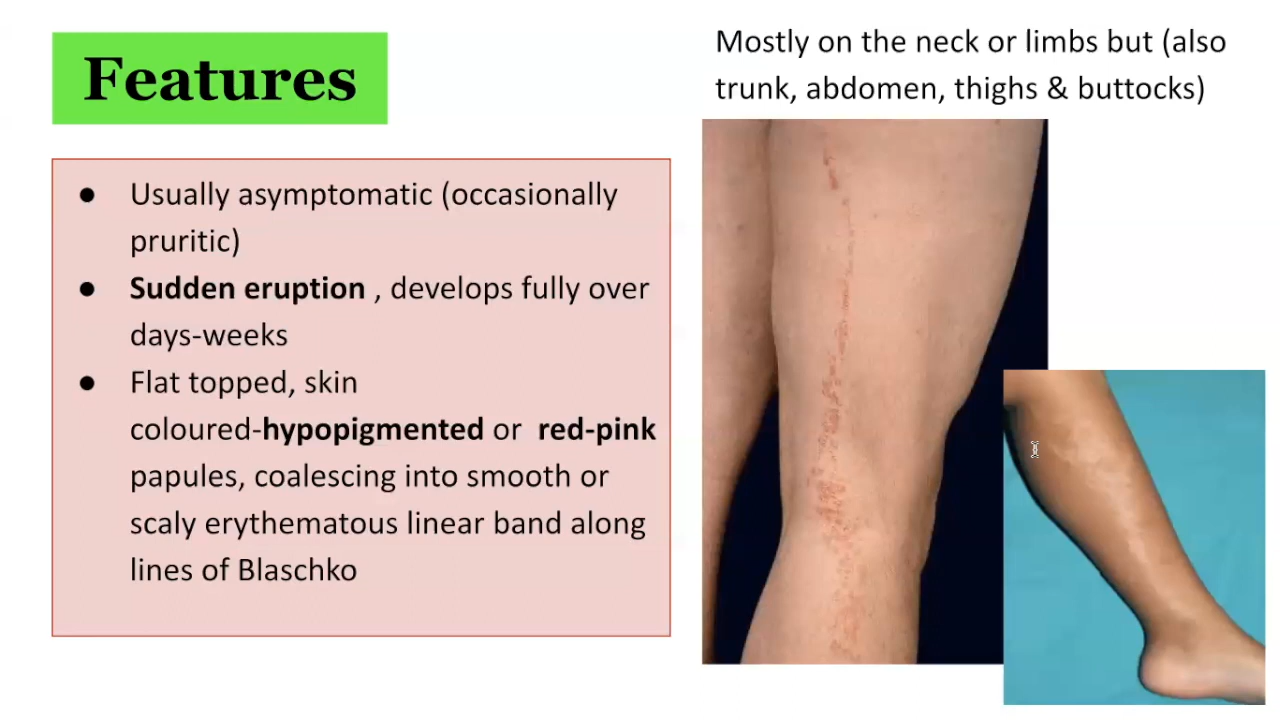 Features
Mostly on the neck or limbs but (also
trunk, abdomen, thighs & buttocks)
● Usually asymptomatic (occasionally
pruritic)
● Sudden eruption , develops fully over
days-weeks
● Flat topped, skin
coloured-hypopigmented or red-pink
papules, coalescing into smooth or
scaly erythematous linear band along
lines of Blaschko